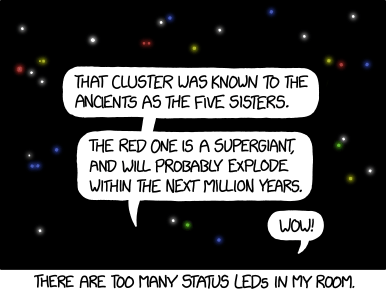 THAT CLUSTER WAS KNOWN TO THE
ANCIENTS AS THE FIVE SISTERS.
THE RED ONE IS A SUPERGIANT,
AND WILL PROBABLY EXPLODE
WITHIN THE NEXT MILLION YEARS.
WOW!
THERE ARE TOO MANY STATUS LEDs IN MY ROOM.